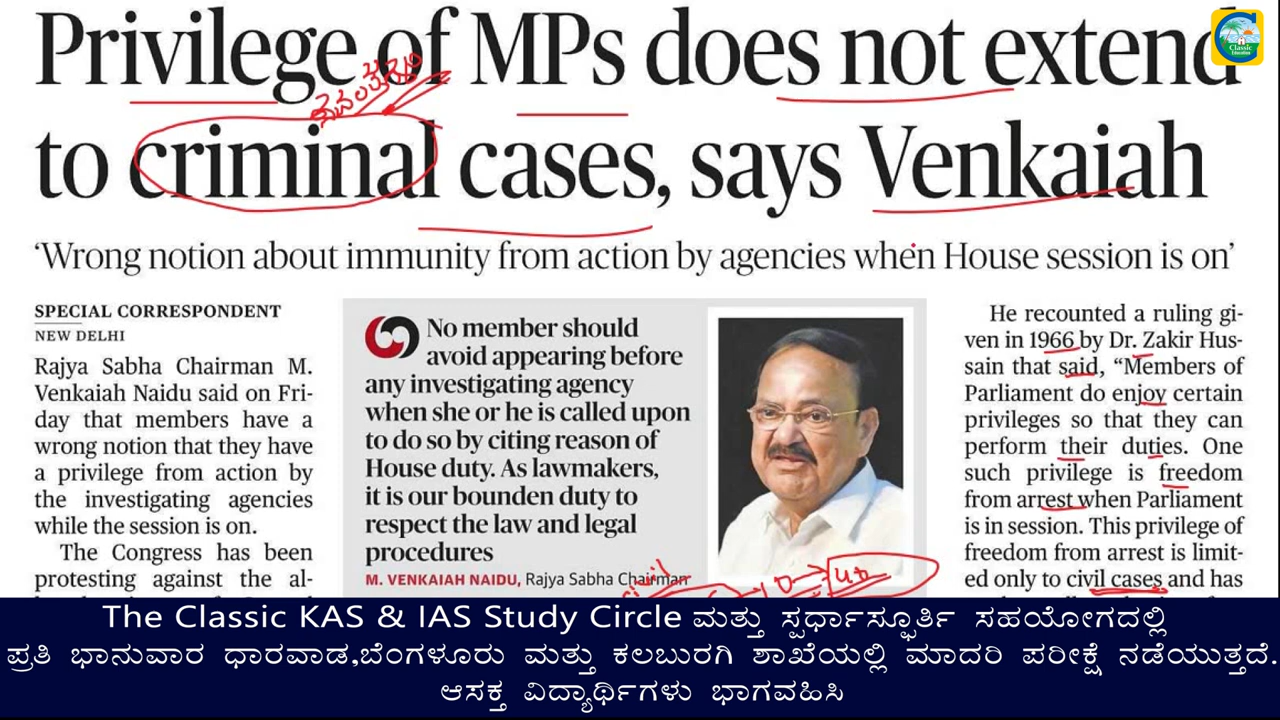 Privilege of MPs does not extend
to criminal cases, says Venkaiah
‘Wrong notion about immunity from action by agencies when House session is on’
SPECIAL CORRESPONDENT
NEW DELHI
Rajya Sabha Chairman M.
Venkaiah Naidu said on Fri-
day that members have a
wrong notion that they have
a privilege from action by
the investigating agencies
while the session is on.
The Congress has been
protesting against the al-
No member should
avoid appearing before
any investigating agency
when she or he is called upon
to do so by citing reason of
House duty. As lawmakers,
it is our bounden duty to
respect the law and legal
procedures
M. VENKAIAH NAIDU, Rajya Sabha Chairman
He recounted a ruling gi-
ven in 1966 by Dr. Zakir Hus-
sain that said, “Members of
Parliament do enjoy certain
privileges so that they can
perform their duties. One
such privilege is freedom
from arrest when Parliament
is in session. This privilege of
freedom from arrest is limit-
ed only to civil cases and has
Classic
Education
The Classic KAS & IAS Study Circle ಮತ್ತು ಸ್ಪರ್ಧಾಸ್ಫೂರ್ತಿ ಸಹಯೋಗದಲ್ಲಿ
ಪ್ರತಿ ಭಾನುವಾರ ಧಾರವಾಡ,ಬೆಂಗಳೂರು ಮತ್ತು ಕಲಬುರಗಿ ಶಾಖೆಯಲ್ಲಿ ಮಾದರಿ ಪರೀಕ್ಷೆ ನಡೆಯುತ್ತದೆ.
ಆಸಕ್ತ ವಿದ್ಯಾರ್ಥಿಗಳು ಭಾಗವಹಿಸಿ